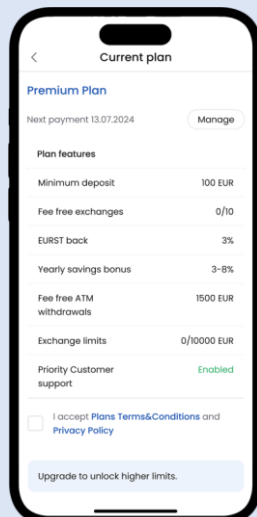 Current plan
Premium Plan
Next payment 13.07.2024 Manage
Plan features
Minimum deposit 100 EUR
Fee free exchanges 0/10
EURST back 3%
Yearly savings bonus 3-8%
Fee free ATM 1500 EUR
withdrawals
Exchange limits 0/10000 EUR
Priority Customer Enabled
support
I accept Plans Terms&Conditions and
Privacy Policy
Upgrade to unlock higher limits.